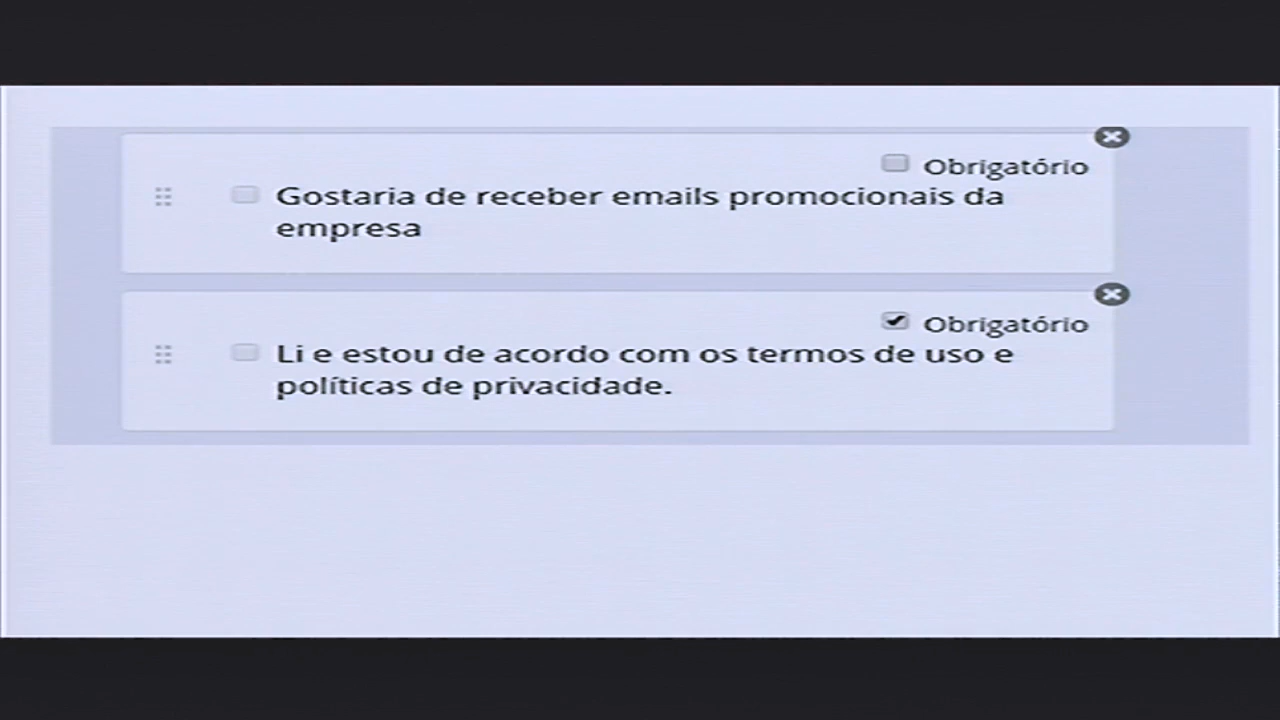 Obrigatório
Gostaria de receber emails promocionais da
empresa
Obrigatório
Li e estou de acordo com os termos de uso e
políticas de privacidade.